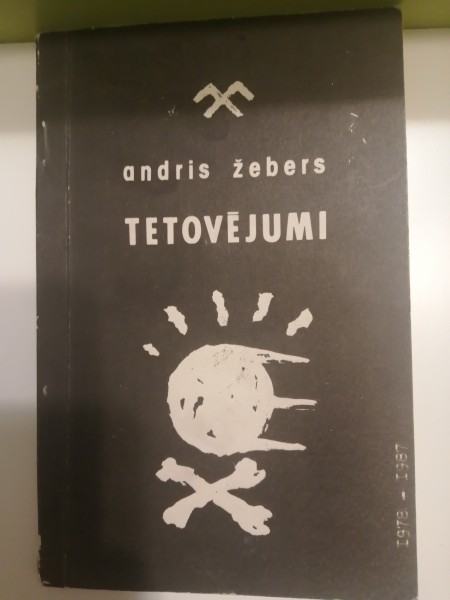 andris žebers
TETOVĒJUMI
1978 - 1987